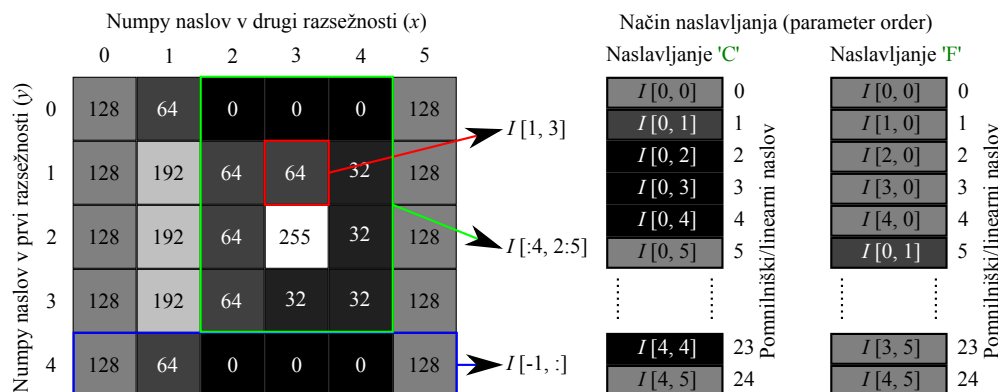 Numpy naslov v drugi razsežnosti (x)
0 1 2 3 4 5
Numpy naslov v prvi razsežnosti (y)
0 128 64 0 0 0 128
1 128 192 64 64 32 128
2 128 192 64 255 32 128
3 128 192 64 32 32 128
4 128 64 0 0 0 128
I [1, 3]
I [:4, 2:5]
I [-1, :]
Način naslavljanja (parameter order)
Naslavljanje 'C'
I [0, 0] 0
I [0, 1] 1
I [0, 2] 2
I [0, 3] 3
I [0, 4] 4
I [0, 5] 5
I [4, 4] 23
I [4, 5] 24
Pomnilniški/linearni naslov
Naslavljanje 'F'
I [0, 0] 0
I [1, 0] 1
I [2, 0] 2
I [3, 0] 3
I [4, 0] 4
I [0, 1] 5
I [3, 5] 23
I [4, 5] 24
Pomnilniški/linearni naslov